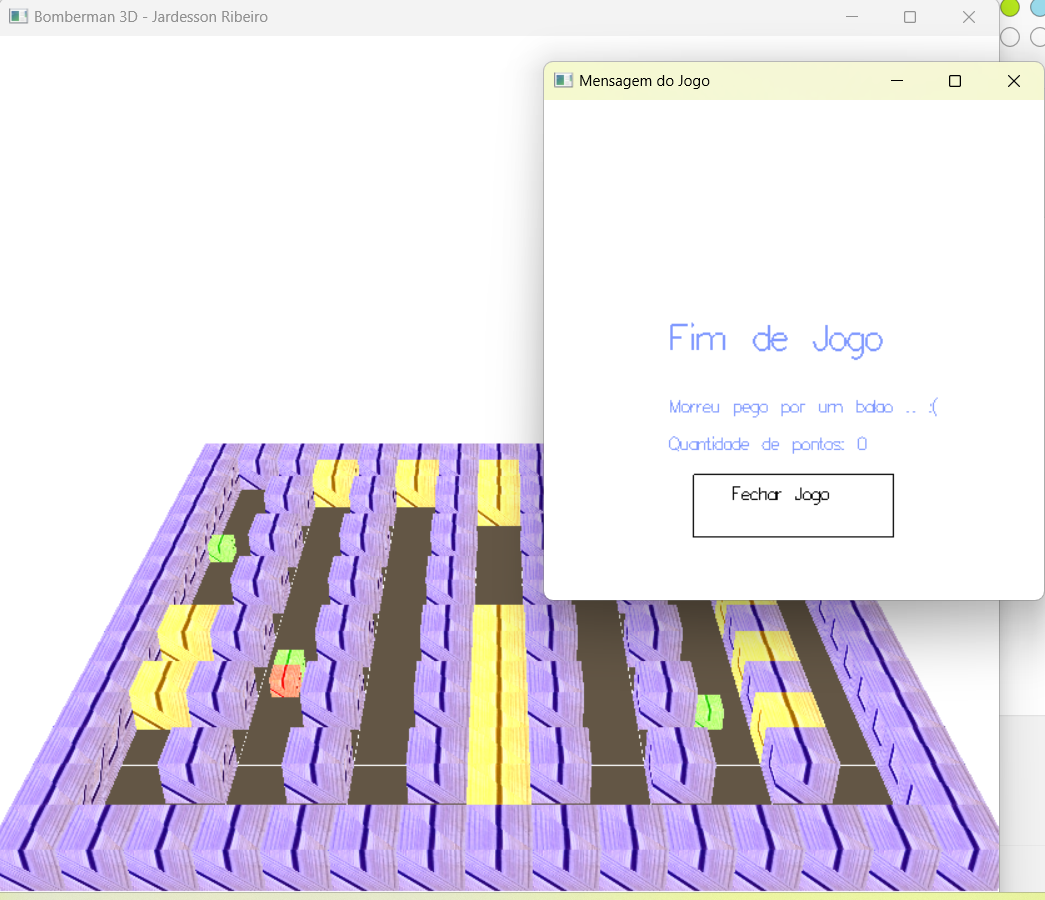 Bomberman 3D - Jardesson Ribeiro
Mensagem do Jogo
Fim de Jogo
Morreu pego por um balao .. :(
Quantidade de pontos: 0
Fechar Jogo